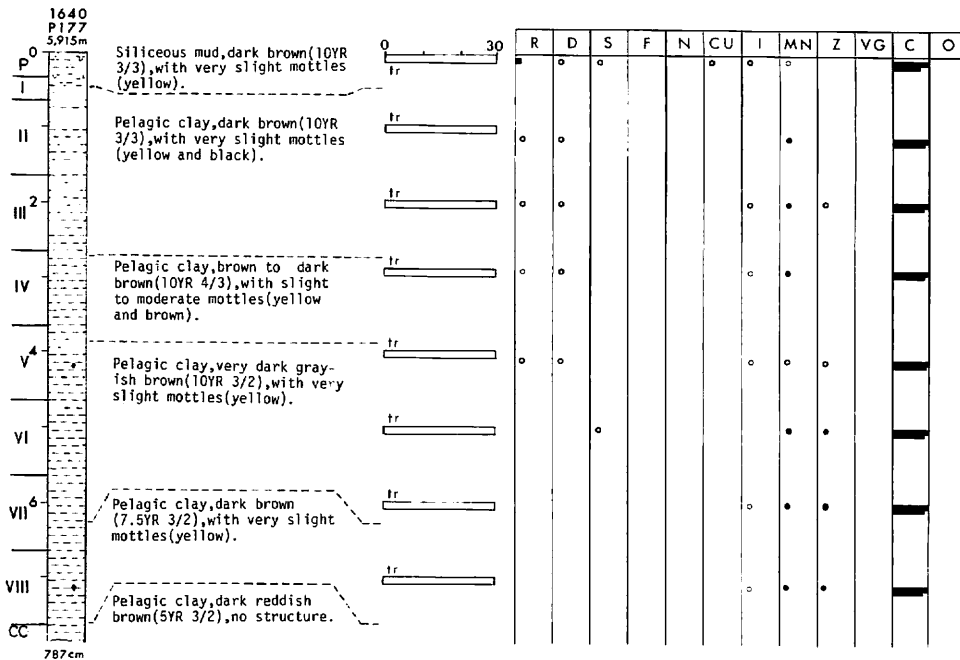 1640
P177
5,915m
0 30
R D S F N CU I MN Z VG C O
0
P
I
II
III 2
IV
V 4
VI
VII 6
VIII
CC
787cm
Siliceous mud,dark brown(10YR
3/3),with very slight mottles
(yellow).
Pelagic clay,dark brown(10YR
3/3),with very slight mottles
(yellow and black).
Pelagic clay,brown to dark
brown(10YR 4/3),with slight
to moderate mottles(yellow
and brown).
Pelagic clay,very dark gray-
ish brown(10YR 3/2),with very
slight mottles(yellow).
Pelagic clay,dark brown
(7.5YR 3/2),with very slight
mottles(yellow).
Pelagic clay,dark reddish
brown(5YR 3/2),no structure.
tr
tr
tr
tr
tr
tr
tr
tr